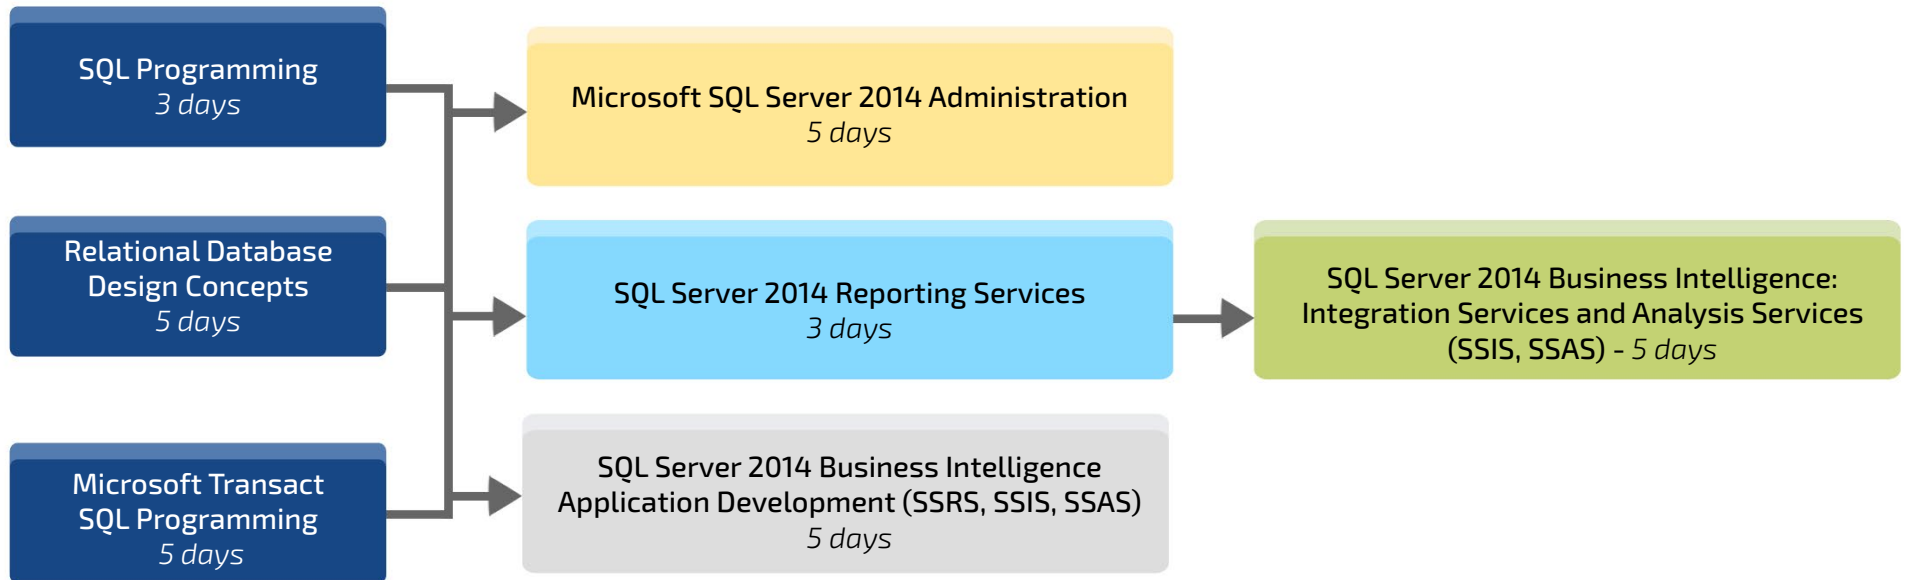 SQL Programming
3 days
Microsoft SQL Server 2014 Administration
5 days
Relational Database
Design Concepts
5 days
SQL Server 2014 Reporting Services
3 days
SQL Server 2014 Business Intelligence:
Integration Services and Analysis Services
(SSIS, SSAS) - 5 days
Microsoft Transact
SQL Programming
5 days
SQL Server 2014 Business Intelligence
Application Development (SSRS, SSIS, SSAS)
5 days